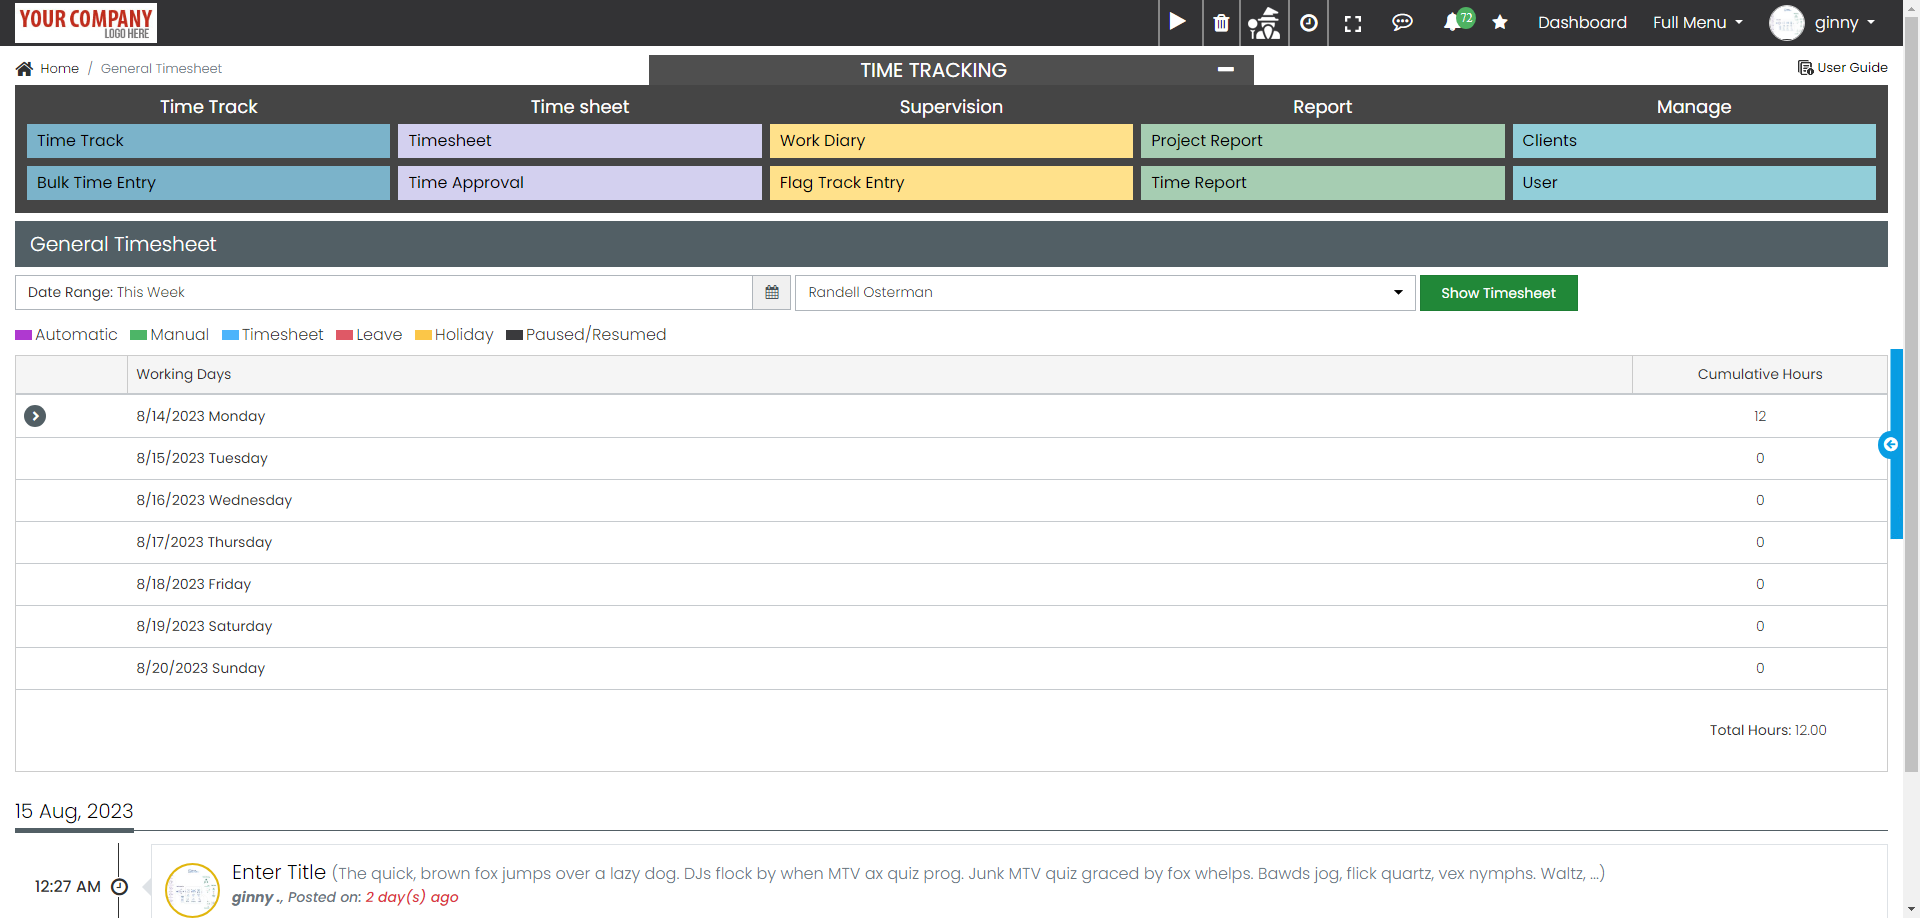 YOUR COMPANY
LOGO HERE
72
Dashboard
Full Menu
ginny
Home / General Timesheet
TIME TRACKING
User Guide
Time Track
Time sheet
Supervision
Report
Manage
Time Track
Timesheet
Work Diary
Project Report
Clients
Bulk Time Entry
Time Approval
Flag Track Entry
Time Report
User
General Timesheet
Date Range: This Week
Randell Osterman
Show Timesheet
Automatic Manual Timesheet Leave Holiday Paused/Resumed
Working Days Cumulative Hours
8/14/2023 Monday 12
8/15/2023 Tuesday 0
8/16/2023 Wednesday 0
8/17/2023 Thursday 0
8/18/2023 Friday 0
8/19/2023 Saturday 0
8/20/2023 Sunday 0
Total Hours: 12.00
15 Aug, 2023
12:27 AM
Enter Title (The quick, brown fox jumps over a lazy dog. DJs flock by when MTV ax quiz prog. Junk MTV quiz graced by fox whelps. Bawds jog, flick quartz, vex nymphs. Waltz, ...)
ginny ., Posted on: 2 day(s) ago